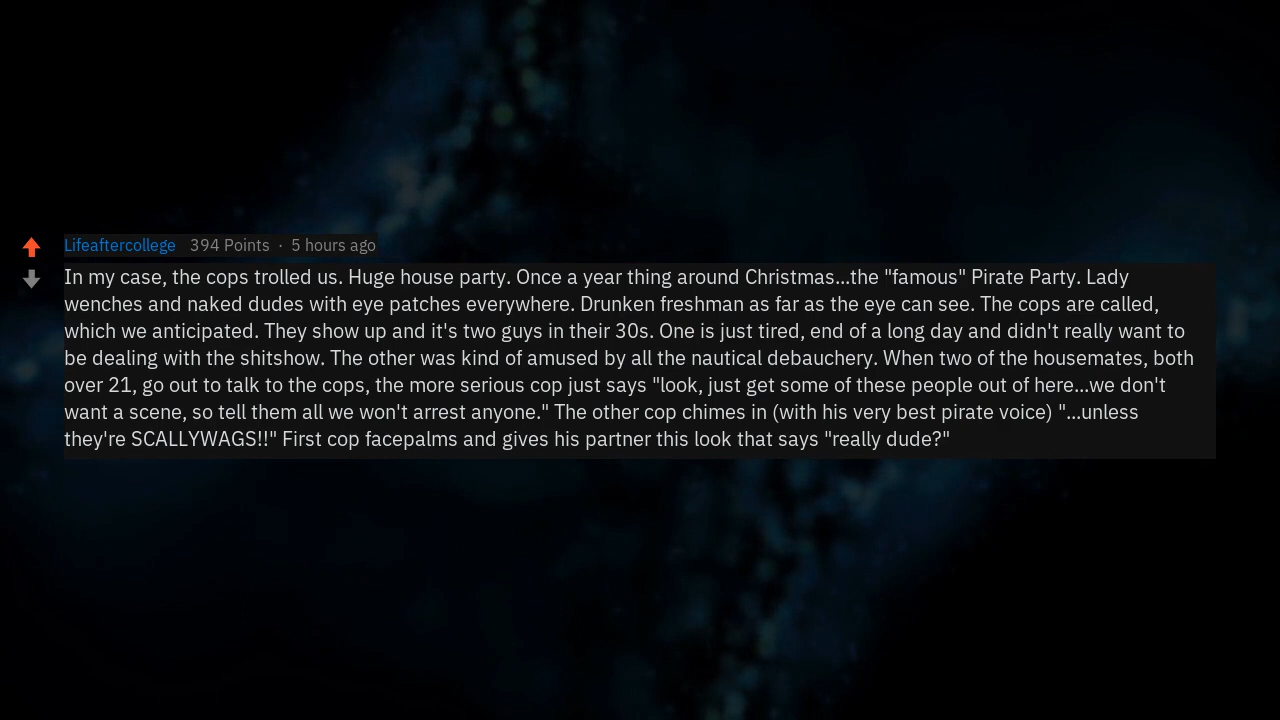 Lifeaftercollege 394 Points · 5 hours ago
In my case, the cops trolled us. Huge house party. Once a year thing around Christmas...the "famous" Pirate Party. Lady
wenches and naked dudes with eye patches everywhere. Drunken freshman as far as the eye can see. The cops are called,
which we anticipated. They show up and it's two guys in their 30s. One is just tired, end of a long day and didn't really want to
be dealing with the shitshow. The other was kind of amused by all the nautical debauchery. When two of the housemates, both
over 21, go out to talk to the cops, the more serious cop just says "look, just get some of these people out of here...we don't
want a scene, so tell them all we won't arrest anyone." The other cop chimes in (with his very best pirate voice) "...unless
they're SCALLYWAGS!!" First cop facepalms and gives his partner this look that says "really dude?"